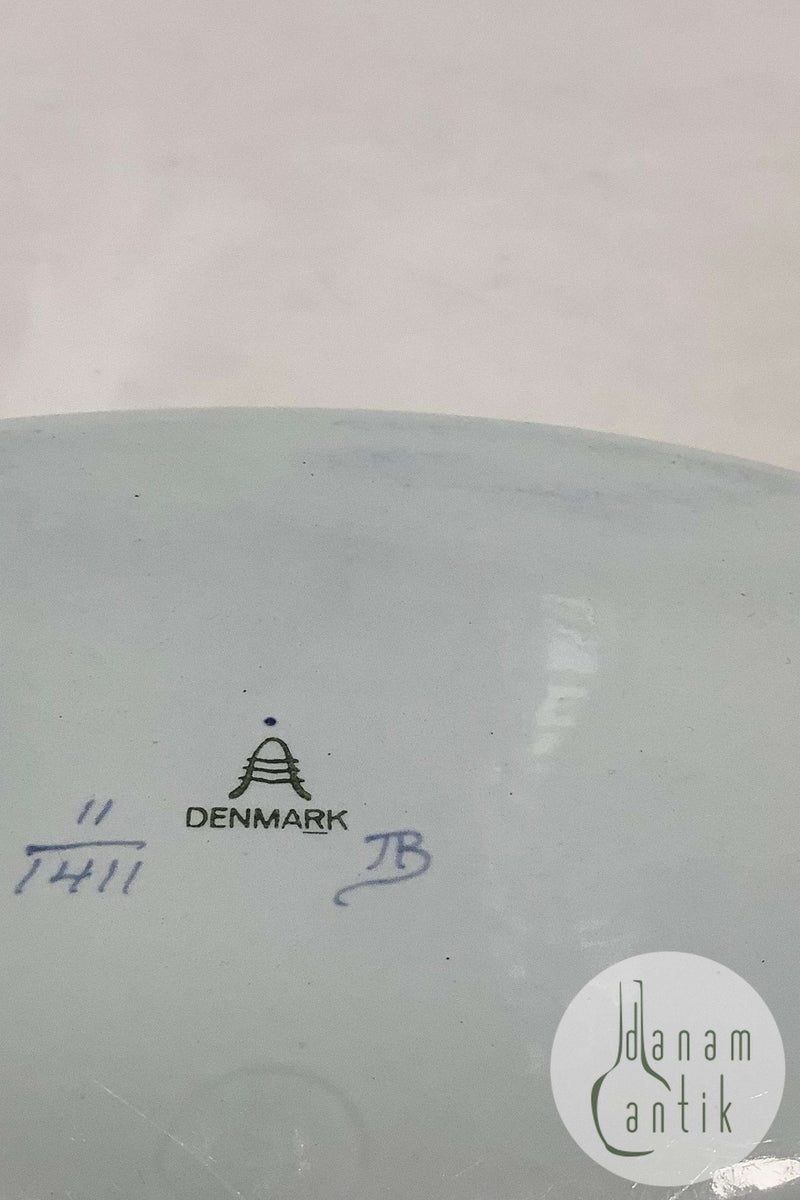 DENMARK
11
1411
JB
danam
antik